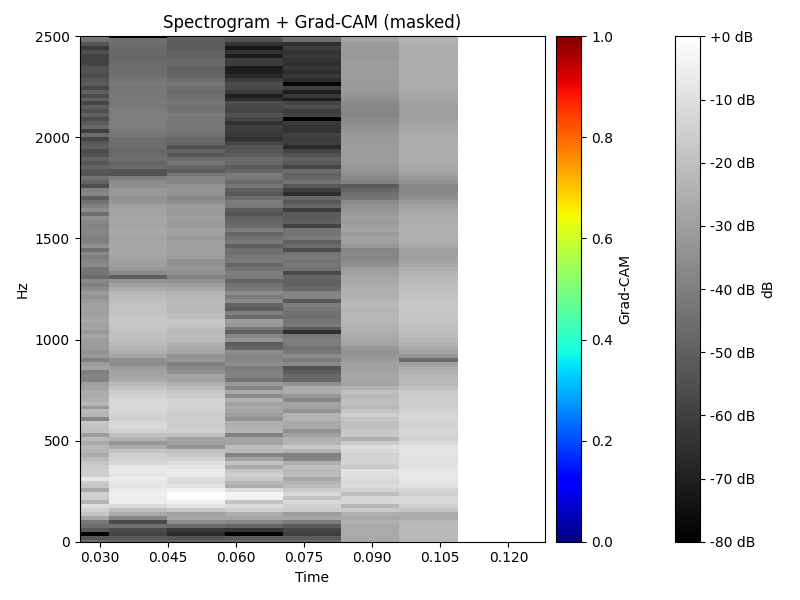 Spectrogram + Grad-CAM (masked)
2500
2000
1500
1000
500
0
Hz
0.030
0.045
0.060
0.075
0.090
0.105
0.120
Time
1.0
0.8
0.6
0.4
0.2
0.0
Grad-CAM
+0 dB
-10 dB
-20 dB
-30 dB
-40 dB
-50 dB
-60 dB
-70 dB
-80 dB
dB